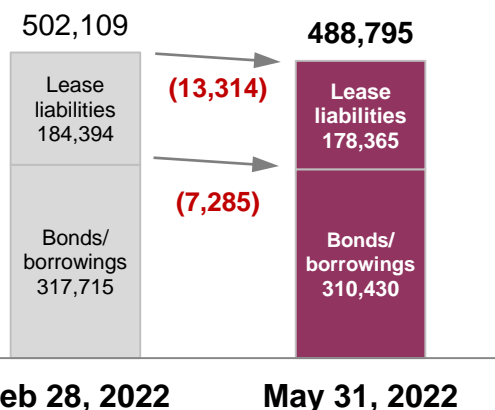 502,109
488,795
(13,314)
Lease
liabilities
184,394
Lease
liabilities
178,365
(7,285)
Bonds/
borrowings
317,715
Bonds/
borrowings
310,430
eb 28, 2022
May 31, 2022